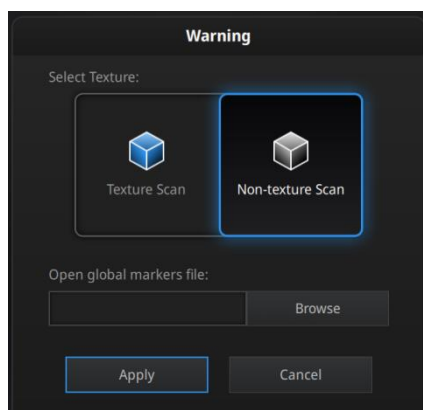 Warning
Select Texture:
Texture Scan Non-texture Scan
Open global markers file:
Browse
Apply Cancel